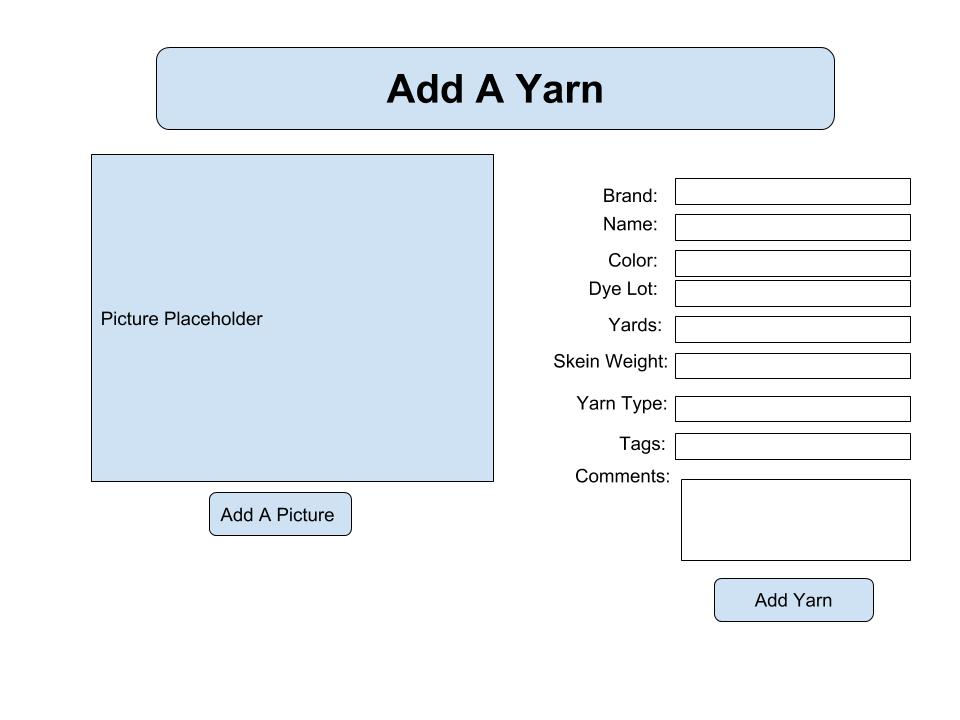 Add A Yarn
Picture Placeholder
Add A Picture
Brand:
Name:
Color:
Dye Lot:
Yards:
Skein Weight:
Yarn Type:
Tags:
Comments:
Add Yarn